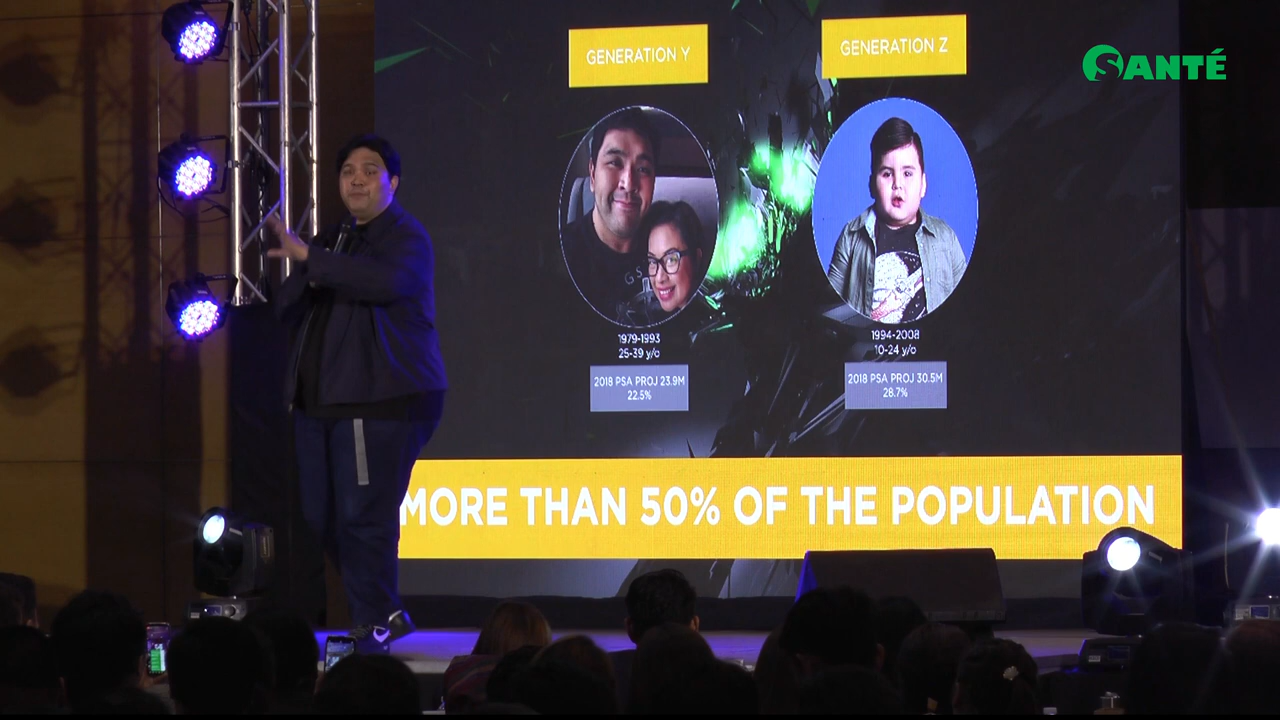 GENERATION Y
GENERATION Z
SANTÉ
GS
1979-1993
25-39 y/o
2018 PSA PROJ 23.9M
22.5%
1994-2008
10-24 y/o
2018 PSA PROJ 30.5M
28.7%
MORE THAN 50% OF THE POPULATION